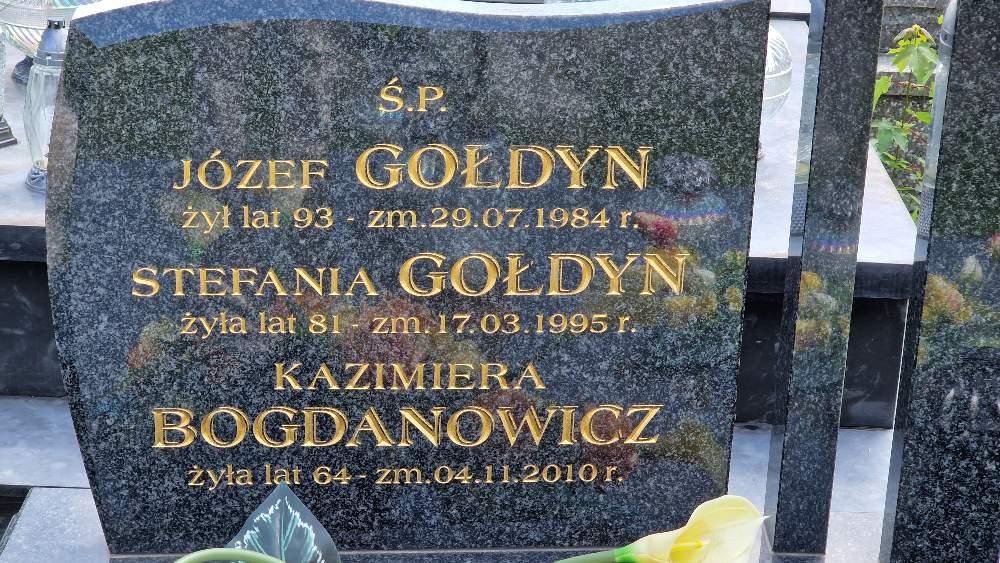 Ś.P.
JÓZEF GOŁDYN
żył lat 93 - zm.29.07.1984 r.
STEFANIA GOŁDYN
żyła lat 81 - zm.17.03.1995 r.
KAZIMIERA
BOGDANOWICZ
żyła lat 64 - zm.04.11.2010 r.